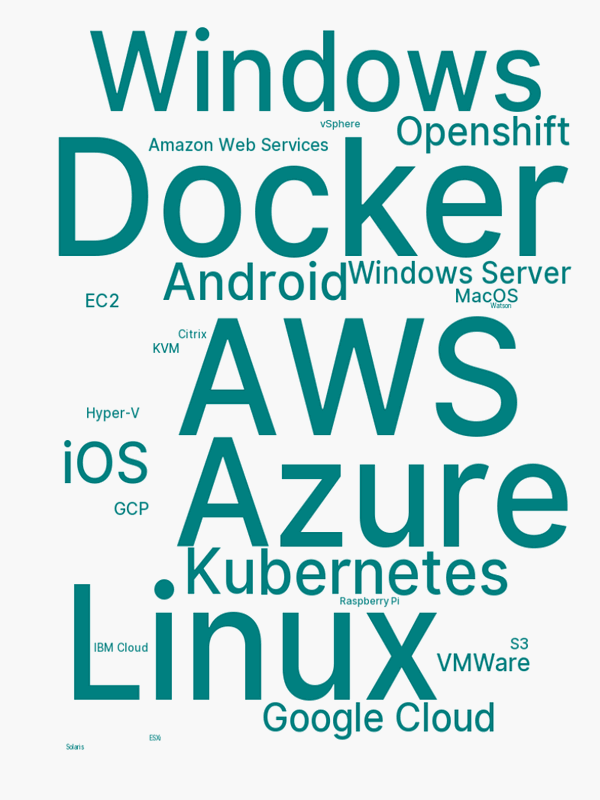 Windows
vSphere
Openshift
Amazon Web Services
Docker
Android
Windows Server
EC2
MacOS
Watson
Citrix
KVM
AWS
Hyper-V
iOS
Azure
GCP
Kubernetes
Raspberry Pi
Linux
IBM Cloud
S3
VMWare
Google Cloud
ESXi
Solaris